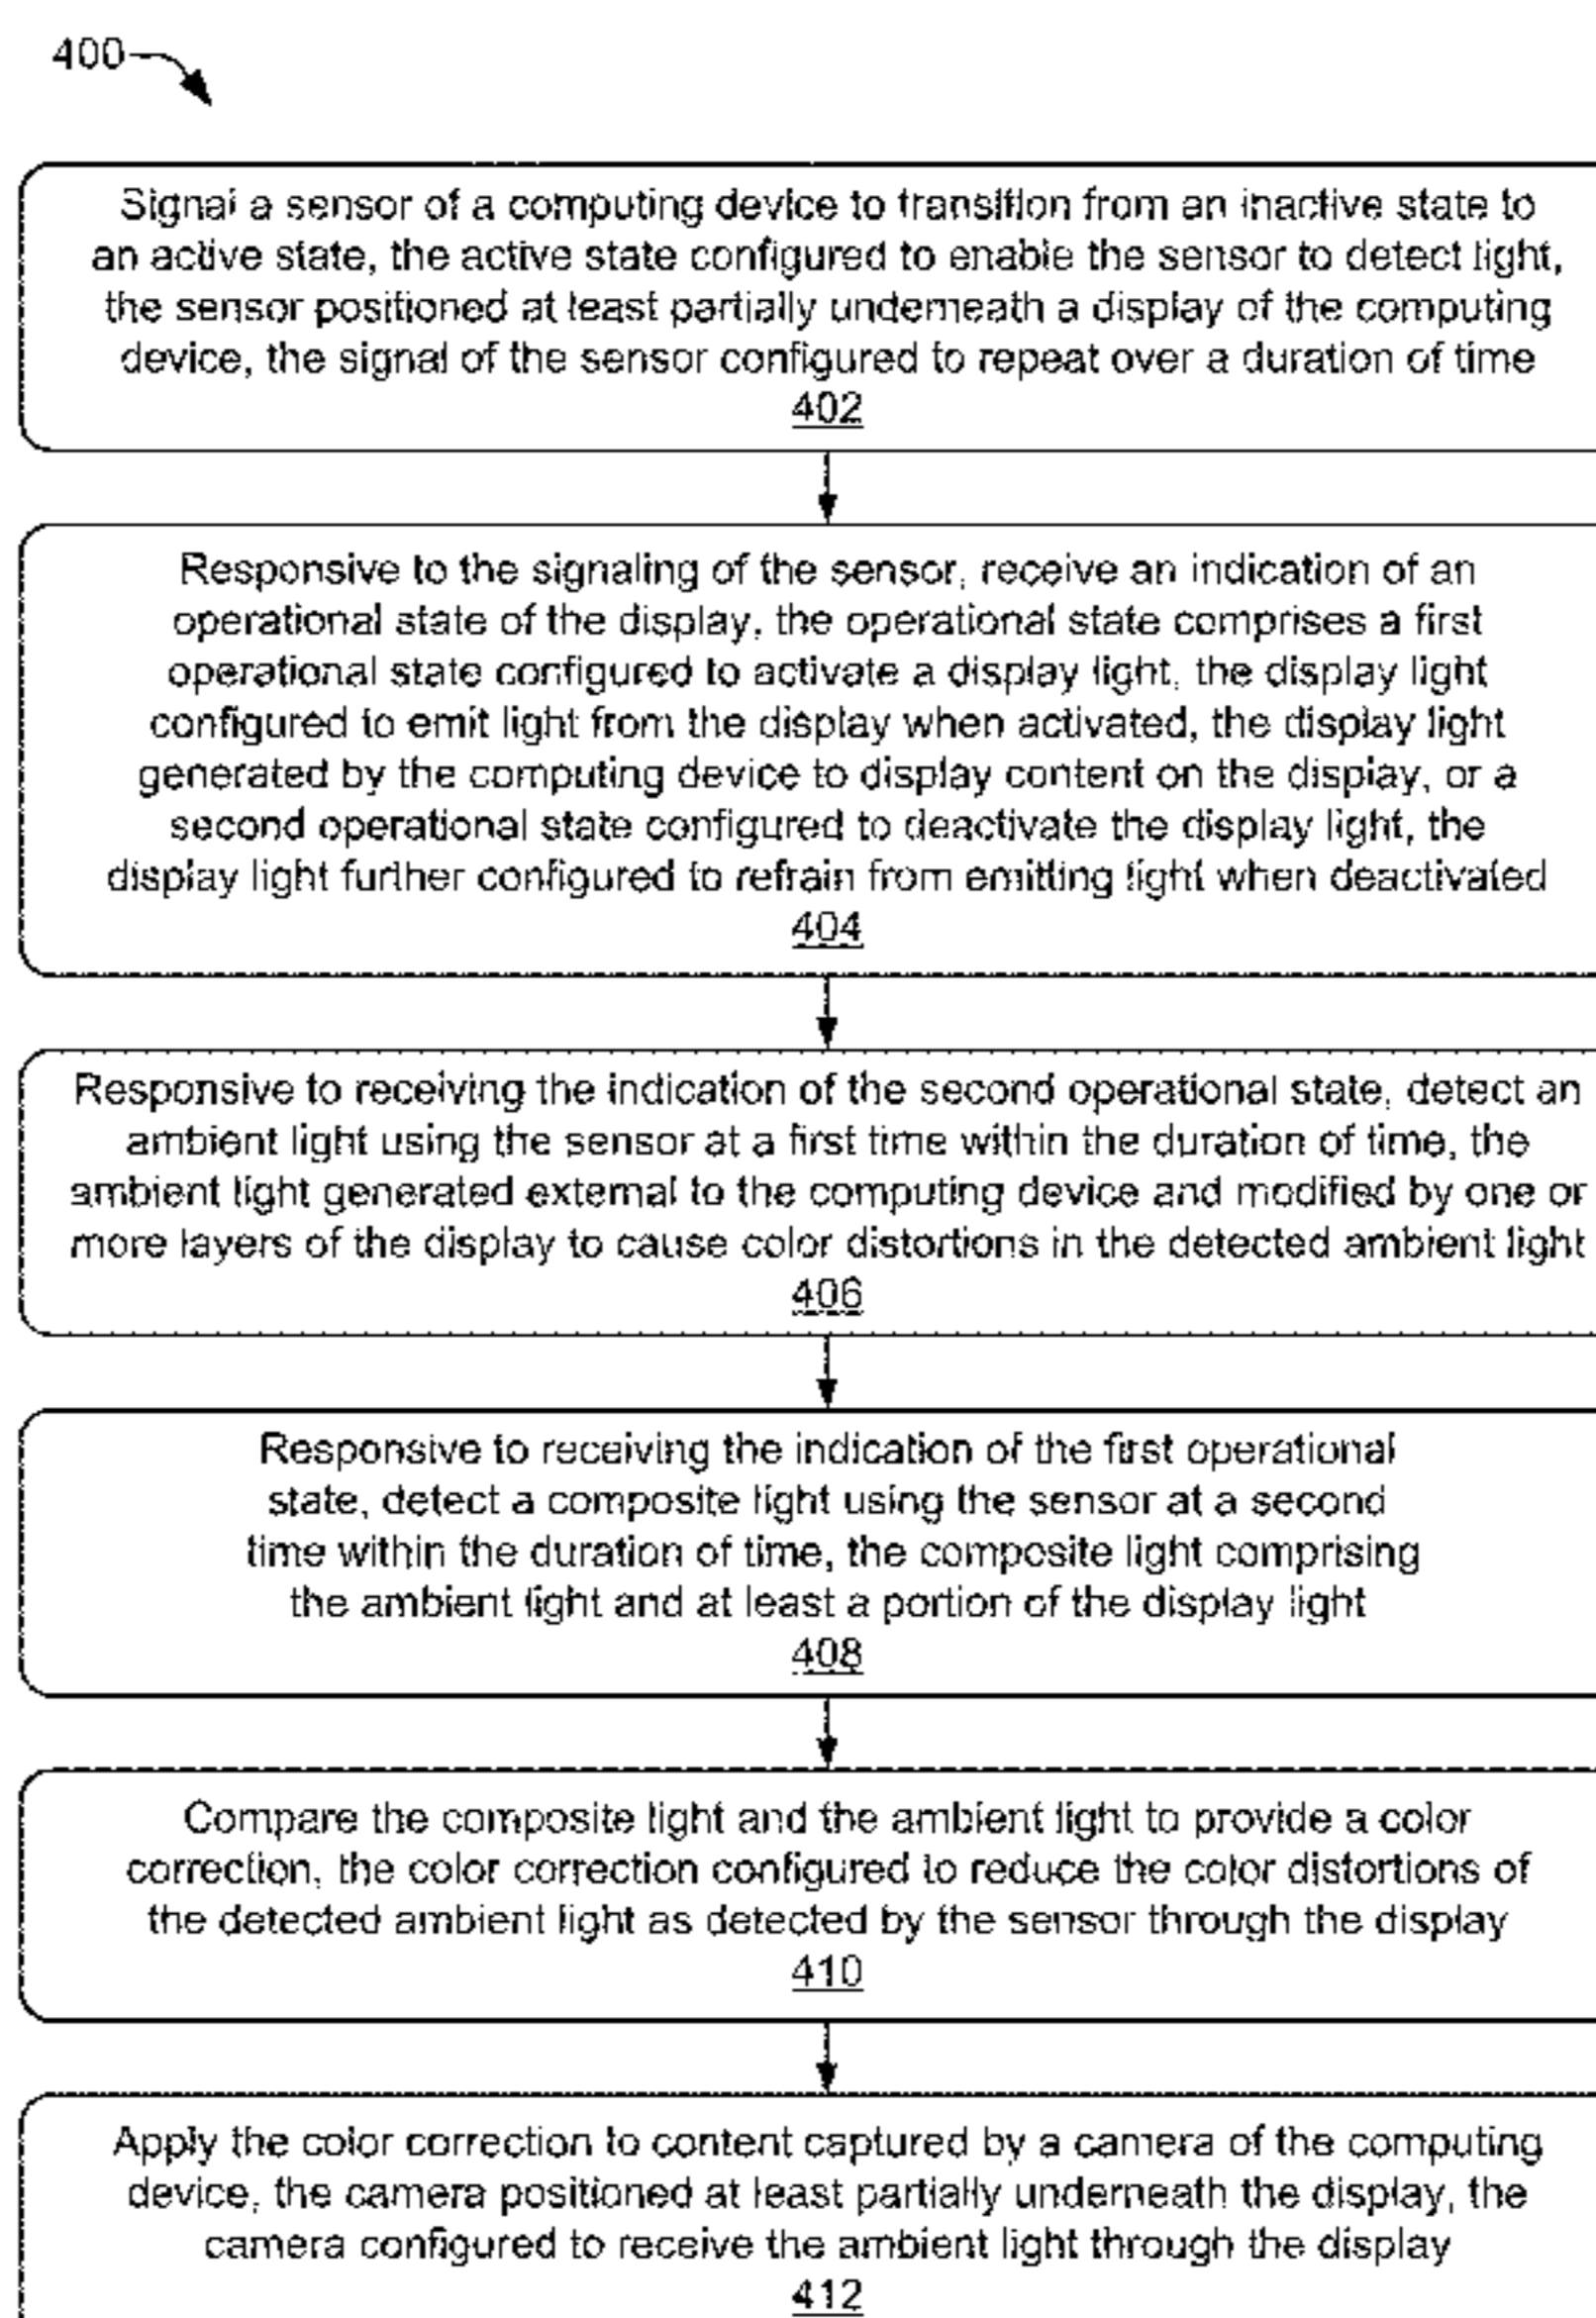 400
Signal a sensor of a computing device to transition from an inactive state to
an active state, the active state configured to enable the sensor to detect light,
the sensor positioned at least partially underneath a display of the computing
device, the signal of the sensor configured to repeat over a duration of time
402
Responsive to the signaling of the sensor, receive an indication of an
operational state of the display, the operational state comprises a first
operational state configured to activate a display light, the display light
configured to emit light from the display when activated, the display light
generated by the computing device to display content on the display, or a
second operational state configured to deactivate the display light, the
display light further configured to refrain from emitting light when deactivated
404
Responsive to receiving the indication of the second operational state, detect an
ambient light using the sensor at a first time within the duration of time, the
ambient light generated external to the computing device and modified by one or
more layers of the display to cause color distortions in the detected ambient light
406
Responsive to receiving the indication of the first operational
state, detect a composite light using the sensor at a second
time within the duration of time, the composite light comprising
the ambient light and at least a portion of the display light
408
Compare the composite light and the ambient light to provide a color
correction, the color correction configured to reduce the color distortions of
the detected ambient light as detected by the sensor through the display
410
Apply the color correction to content captured by a camera of the computing
device, the camera positioned at least partially underneath the display, the
camera configured to receive the ambient light through the display
412